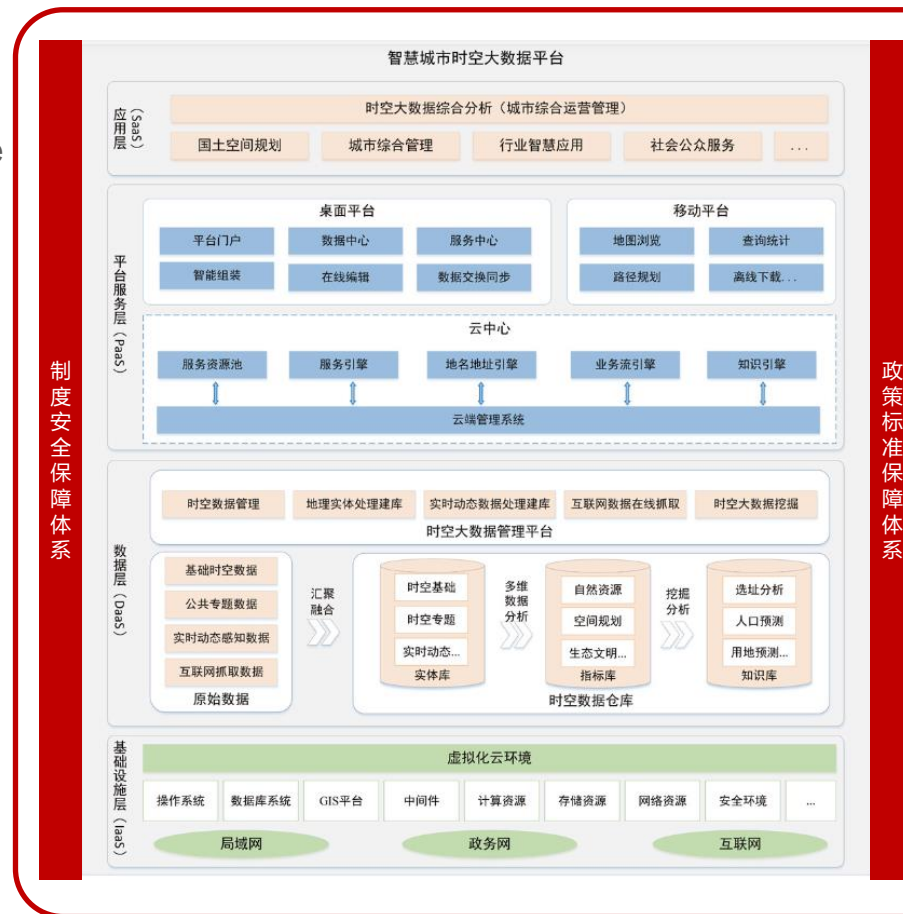 e
智慧城市时空大数据平台
应用层（SaaS）
时空大数据综合分析（城市综合运营管理）
国土空间规划 城市综合管理 行业智慧应用 社会公众服务 ...
平台服务层（PaaS）
桌面平台
平台门户 数据中心 服务中心
智能组装 在线编辑 数据交换同步
移动平台
地图浏览 查询统计
路径规划 离线下载...
云中心
服务资源池 服务引擎 地名地址引擎 业务流引擎 知识引擎
云端管理系统
数据层（DaaS）
时空数据管理 地理实体处理建库 实时动态数据处理建库 互联网数据在线抓取 时空大数据挖掘
时空大数据管理平台
基础时空数据
公共专题数据
实时动态感知数据
互联网抓取数据
原始数据
汇聚
融合
时空基础
时空专题
实时动态...
实体库
多维
数据
分析
自然资源
空间规划
生态文明...
指标库
挖掘
分析
选址分析
人口预测
用地预测...
知识库
时空数据仓库
基础设施层（IaaS）
虚拟化云环境
操作系统 数据库系统 GIS平台 中间件 计算资源 存储资源 网络资源 安全环境 ...
局域网 政务网 互联网
制度安全保障体系
政策标准保障体系